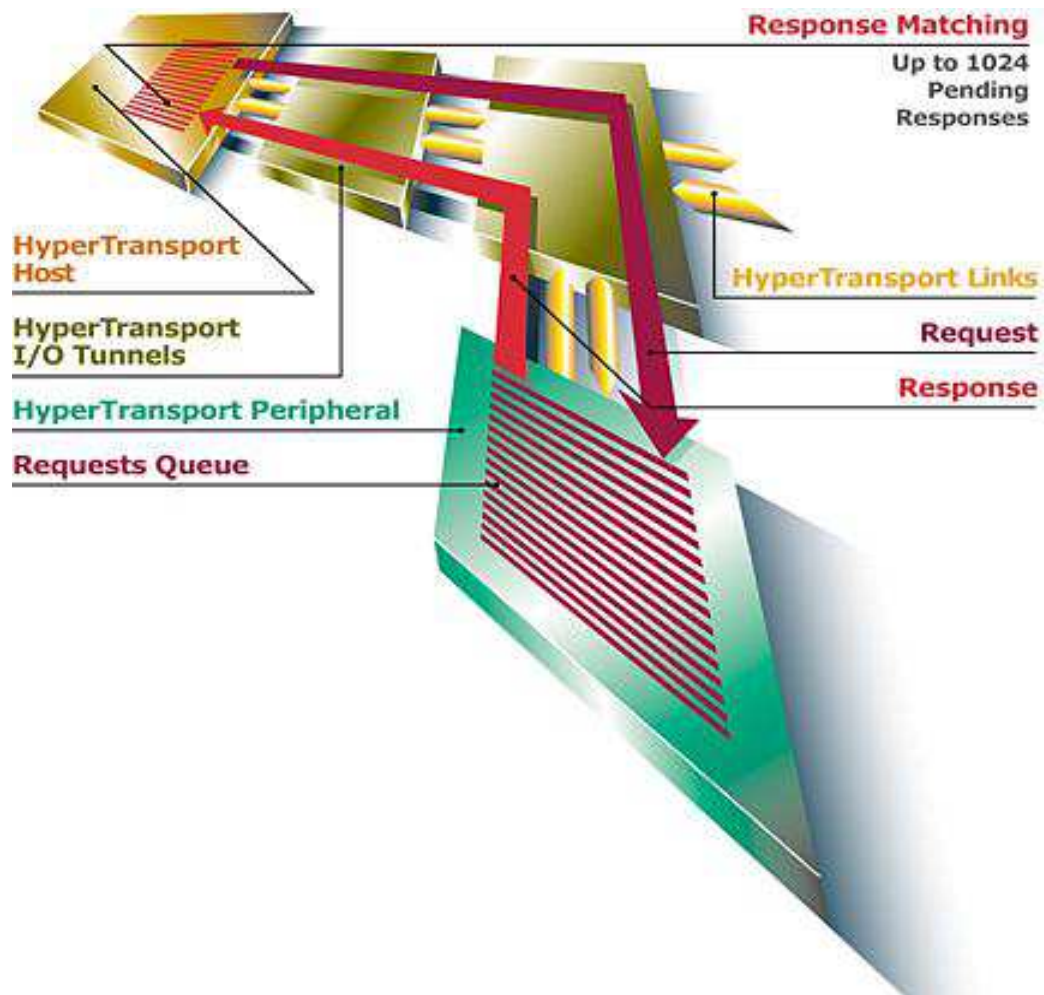 Response Matching
Up to 1024
Pending
Responses
HyperTransport
Host
HyperTransport Links
HyperTransport
I/O Tunnels
Request
Response
HyperTransport Peripheral
Requests Queue